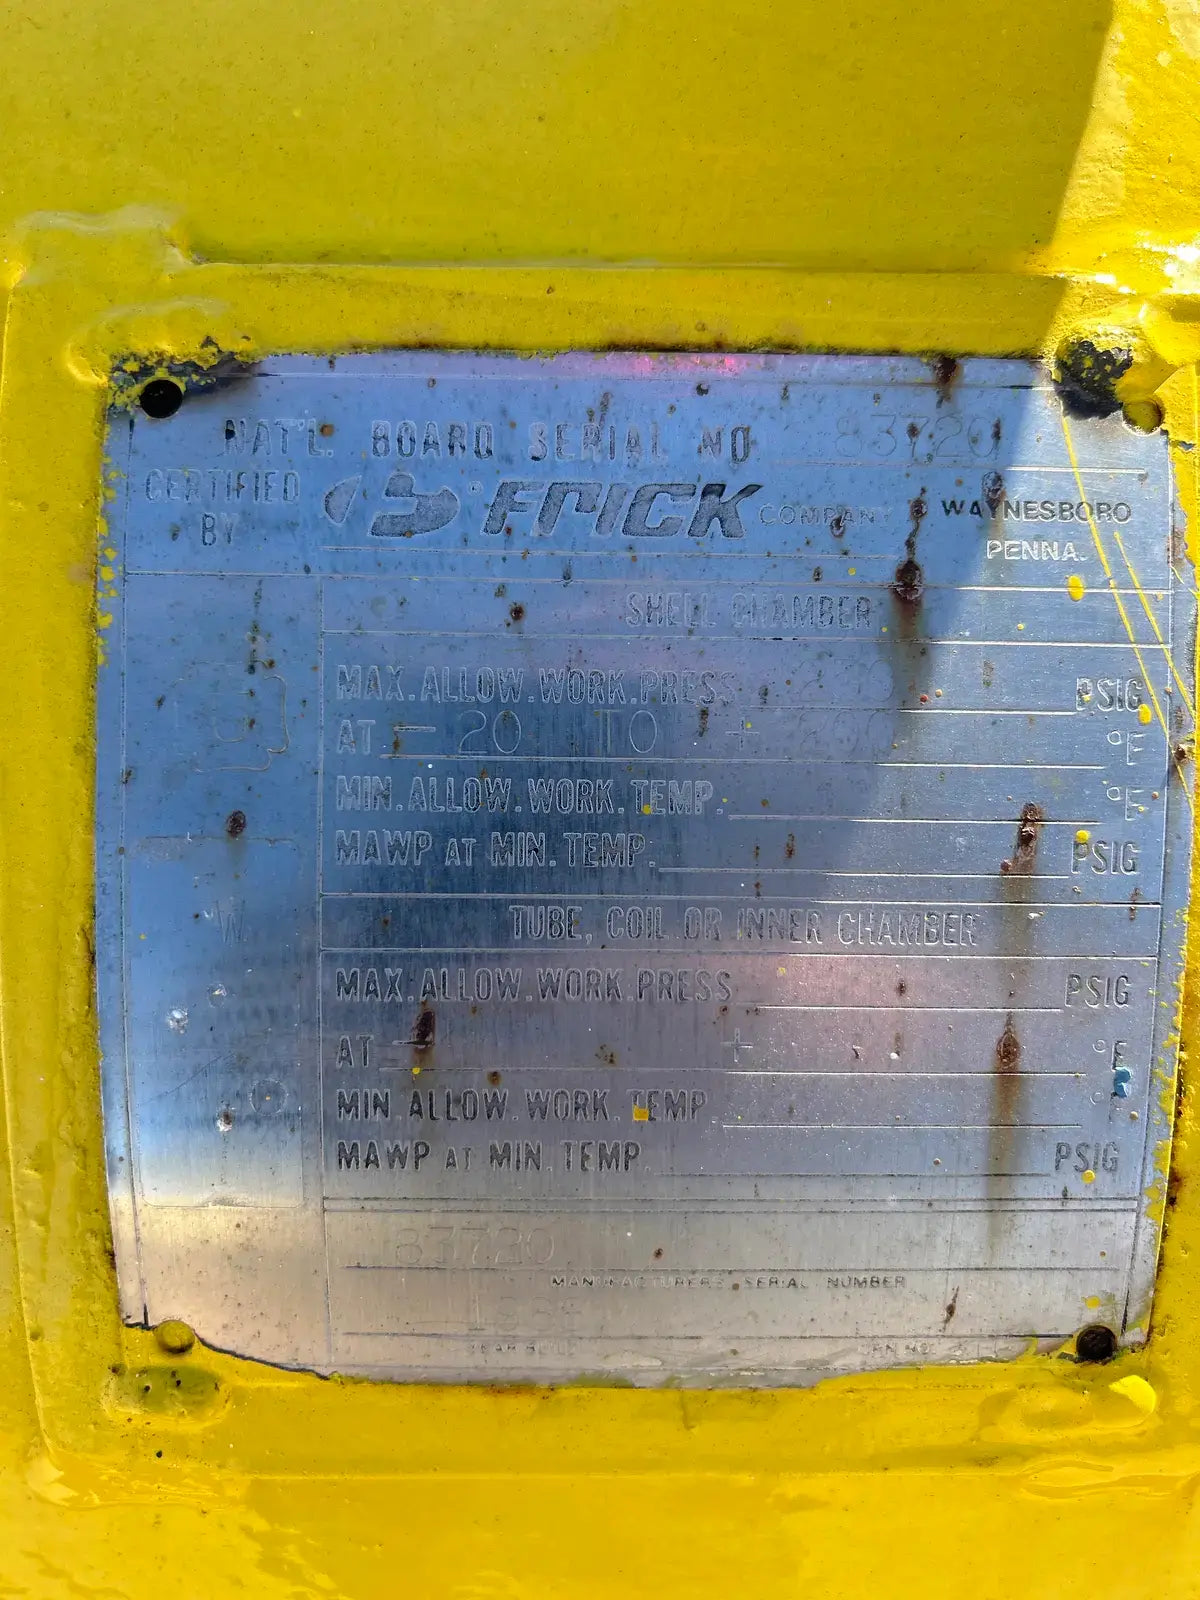 NAT'L. BOARD SERIAL NO. 83720
CERTIFIED BY
FRICK COMPANY WAYNESBORO PENNA.
SHELL CHAMBER
MAX. ALLOW. WORK. PRESS PSIG
AT - 20 TO + °F
MIN. ALLOW. WORK. TEMP. °F
MAWP AT MIN. TEMP. PSIG
W
TUBE, COIL OR INNER CHAMBER
MAX. ALLOW. WORK. PRESS PSIG
AT - + °F
MIN. ALLOW. WORK. TEMP. °F
MAWP AT MIN. TEMP. PSIG
83720
MANUFACTURERS SERIAL NUMBER
YEAR BUILT CRN NO.